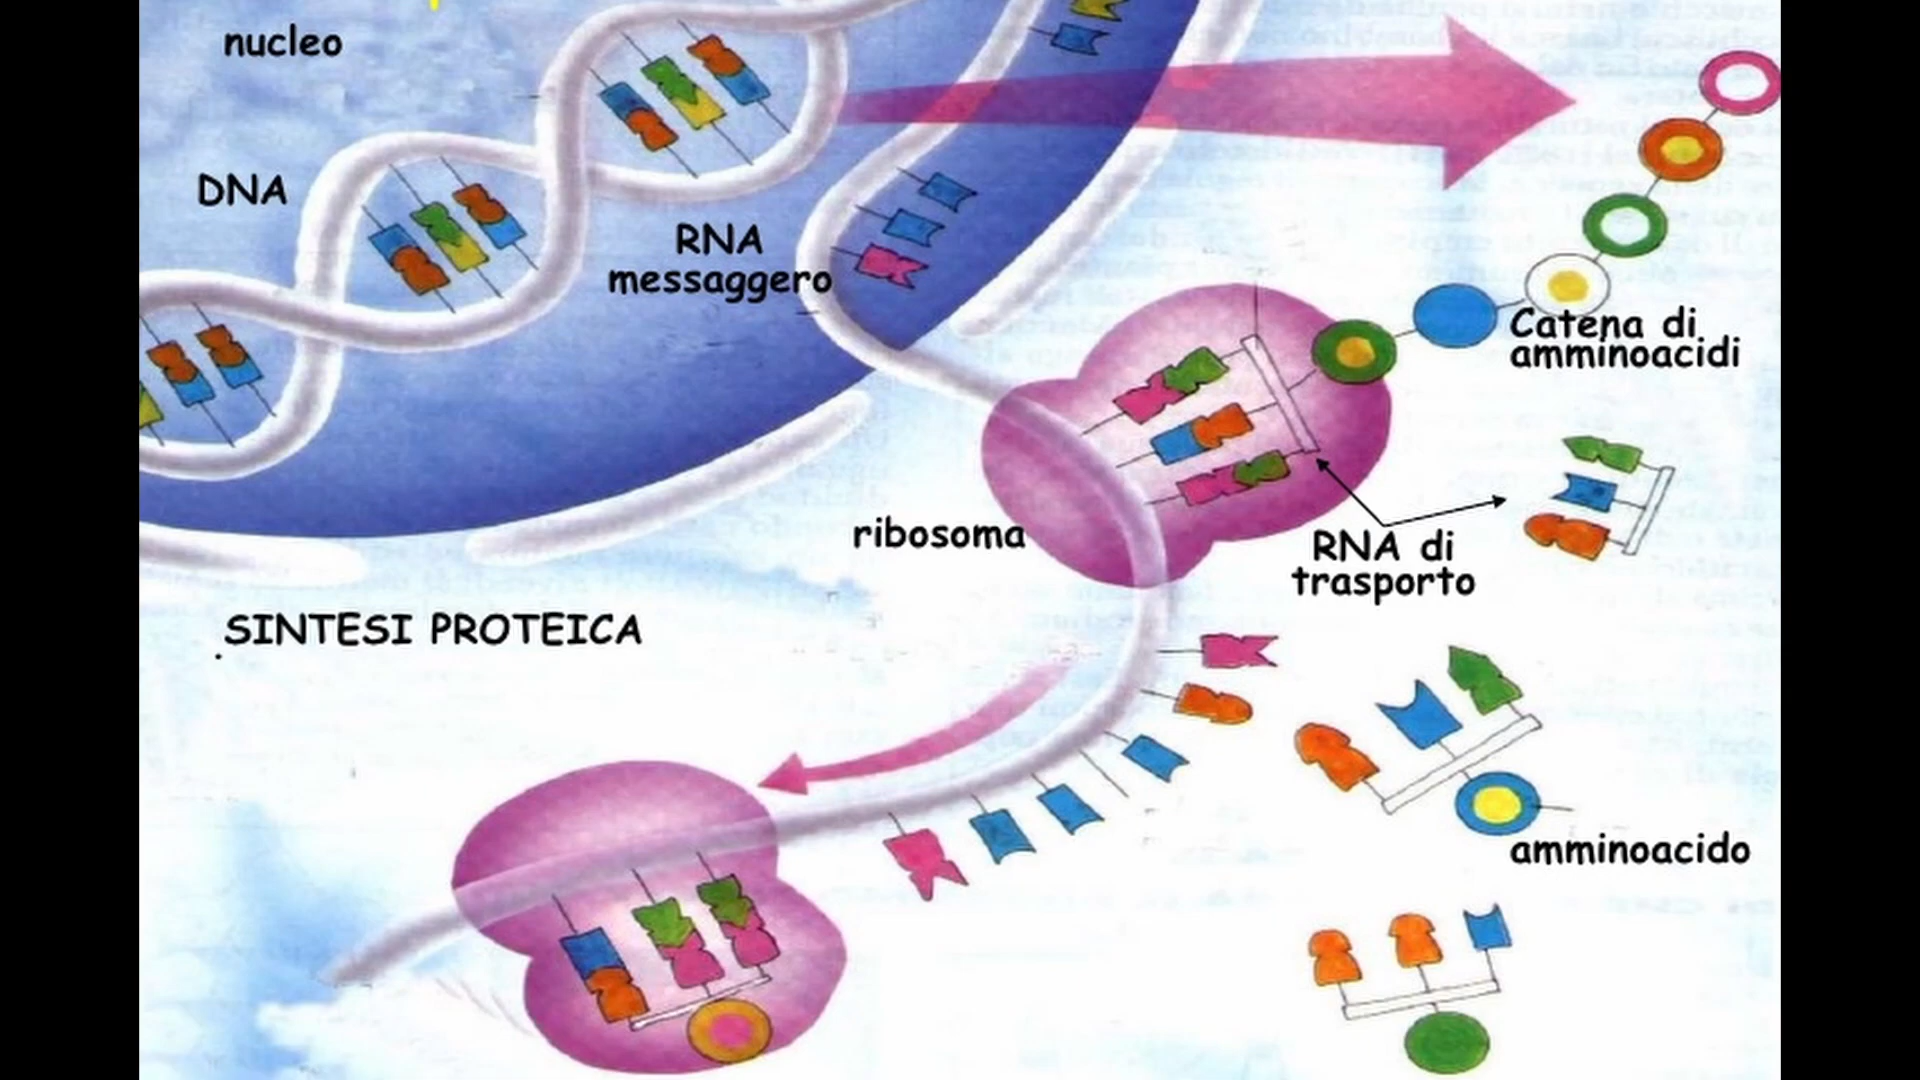 nucleo
DNA
RNA
messaggero
Catena di
amminoacidi
ribosoma
RNA di
trasporto
SINTESI PROTEICA
amminoacido